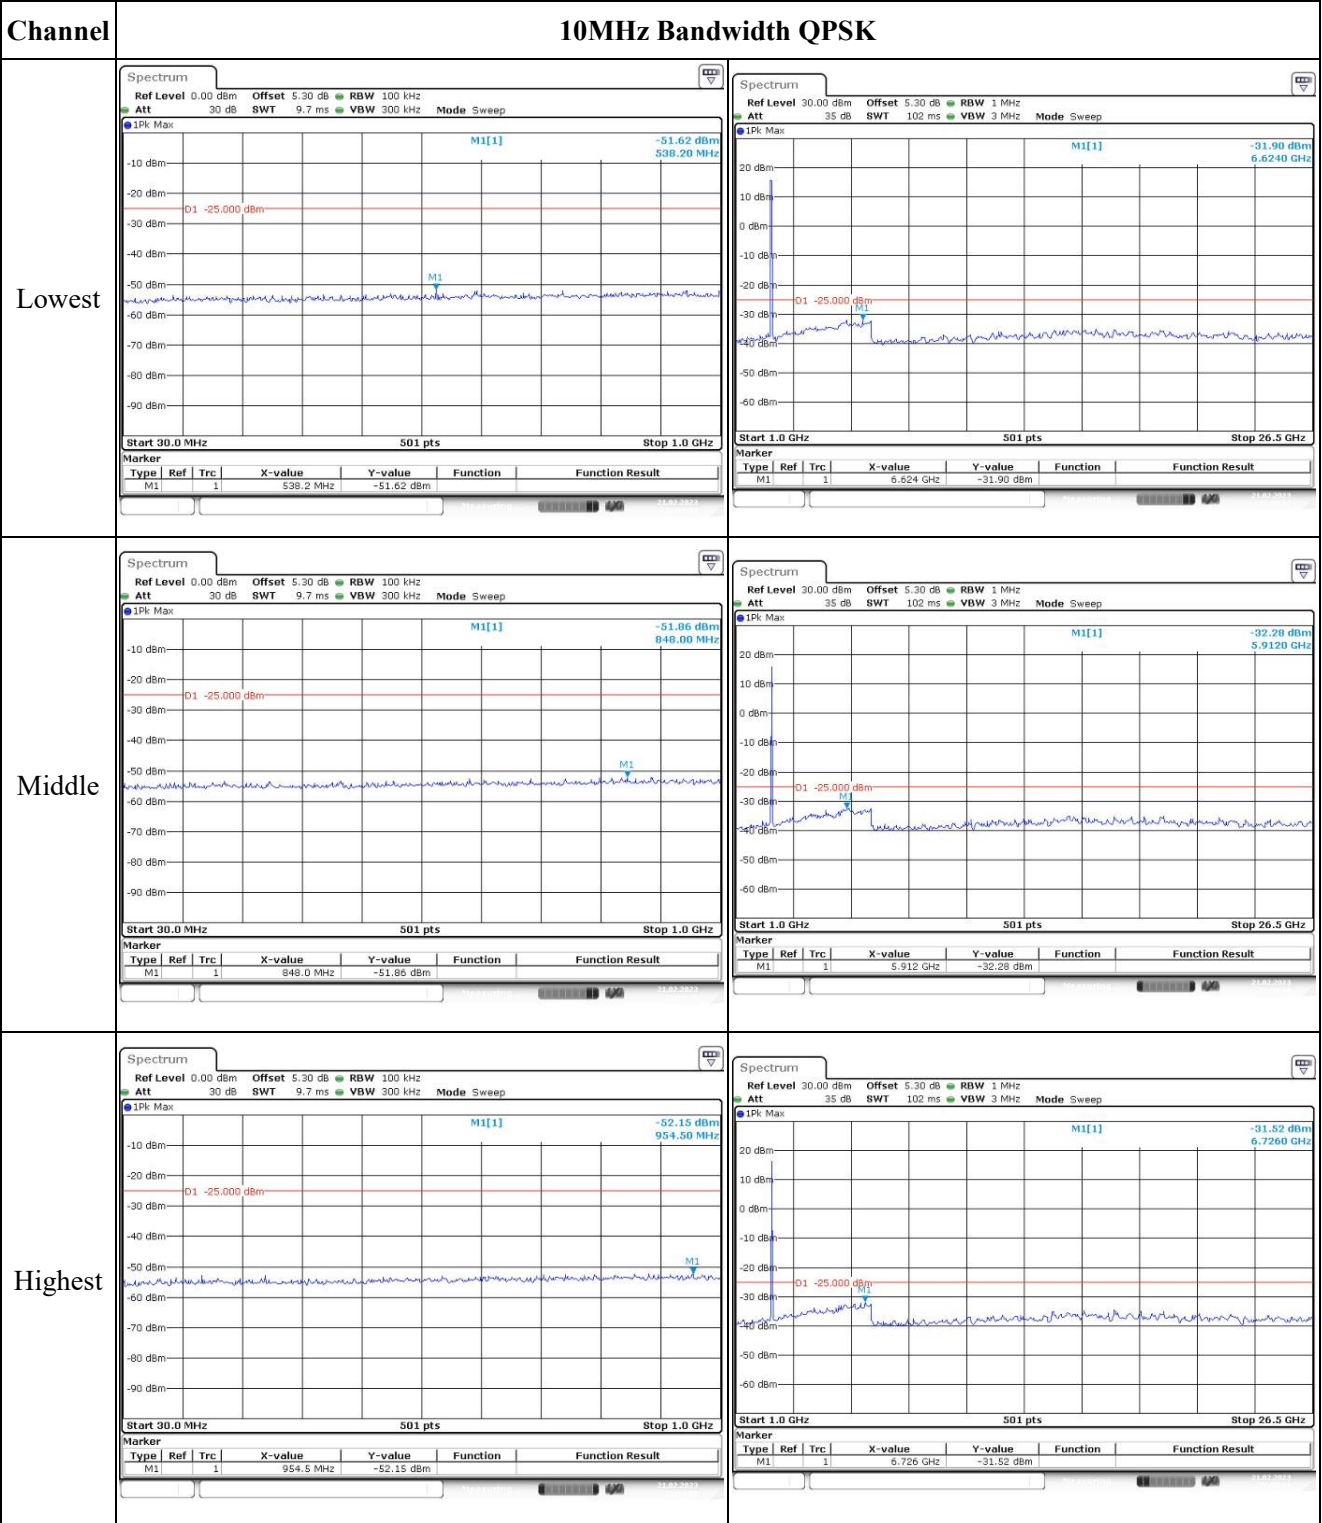 Channel 10MHz Bandwidth QPSK
Lowest
Spectrum
Ref Level 0.00 dBm Offset 5.30 dB RBW 100 kHz
Att 30 dB SWT 9.7 ms VBW 300 kHz Mode Sweep
1Pk Max
M1[1] -51.62 dBm
538.20 MHz
-10 dBm
-20 dBm
D1 -25.000 dBm
-30 dBm
-40 dBm
M1
-50 dBm
-60 dBm
-70 dBm
-80 dBm
-90 dBm
Start 30.0 MHz 501 pts Stop 1.0 GHz
Marker
Type Ref Trc X-value Y-value Function Function Result
M1 1 538.2 MHz -51.62 dBm
21.02.2023
Spectrum
Ref Level 30.00 dBm Offset 5.30 dB RBW 1 MHz
Att 35 dB SWT 102 ms VBW 3 MHz Mode Sweep
1Pk Max
M1[1] -31.90 dBm
6.6240 GHz
20 dBm
10 dBm
0 dBm
-10 dBm
-20 dBm
D1 -25.000 dBm
M1
-30 dBm
-40 dBm
-50 dBm
-60 dBm
Start 1.0 GHz 501 pts Stop 26.5 GHz
Marker
Type Ref Trc X-value Y-value Function Function Result
M1 1 6.624 GHz -31.90 dBm
21.02.2023
Middle
Spectrum
Ref Level 0.00 dBm Offset 5.30 dB RBW 100 kHz
Att 30 dB SWT 9.7 ms VBW 300 kHz Mode Sweep
1Pk Max
M1[1] -51.86 dBm
848.00 MHz
-10 dBm
-20 dBm
D1 -25.000 dBm
-30 dBm
-40 dBm
M1
-50 dBm
-60 dBm
-70 dBm
-80 dBm
-90 dBm
Start 30.0 MHz 501 pts Stop 1.0 GHz
Marker
Type Ref Trc X-value Y-value Function Function Result
M1 1 848.0 MHz -51.86 dBm
21.02.2023
Spectrum
Ref Level 30.00 dBm Offset 5.30 dB RBW 1 MHz
Att 35 dB SWT 102 ms VBW 3 MHz Mode Sweep
1Pk Max
M1[1] -32.28 dBm
5.9120 GHz
20 dBm
10 dBm
0 dBm
-10 dBm
-20 dBm
D1 -25.000 dBm
M1
-30 dBm
-40 dBm
-50 dBm
-60 dBm
Start 1.0 GHz 501 pts Stop 26.5 GHz
Marker
Type Ref Trc X-value Y-value Function Function Result
M1 1 5.912 GHz -32.28 dBm
Measuring 21.02.2023
Highest
Spectrum
Ref Level 0.00 dBm Offset 5.30 dB RBW 100 kHz
Att 30 dB SWT 9.7 ms VBW 300 kHz Mode Sweep
1Pk Max
M1[1] -52.15 dBm
954.50 MHz
-10 dBm
-20 dBm
D1 -25.000 dBm
-30 dBm
-40 dBm
M1
-50 dBm
-60 dBm
-70 dBm
-80 dBm
-90 dBm
Start 30.0 MHz 501 pts Stop 1.0 GHz
Marker
Type Ref Trc X-value Y-value Function Function Result
M1 1 954.5 MHz -52.15 dBm
Measuring 21.02.2023
Spectrum
Ref Level 30.00 dBm Offset 5.30 dB RBW 1 MHz
Att 35 dB SWT 102 ms VBW 3 MHz Mode Sweep
1Pk Max
M1[1] -31.52 dBm
6.7260 GHz
20 dBm
10 dBm
0 dBm
-10 dBm
-20 dBm
D1 -25.000 dBm
M1
-30 dBm
-40 dBm
-50 dBm
-60 dBm
Start 1.0 GHz 501 pts Stop 26.5 GHz
Marker
Type Ref Trc X-value Y-value Function Function Result
M1 1 6.726 GHz -31.52 dBm
21.02.2023